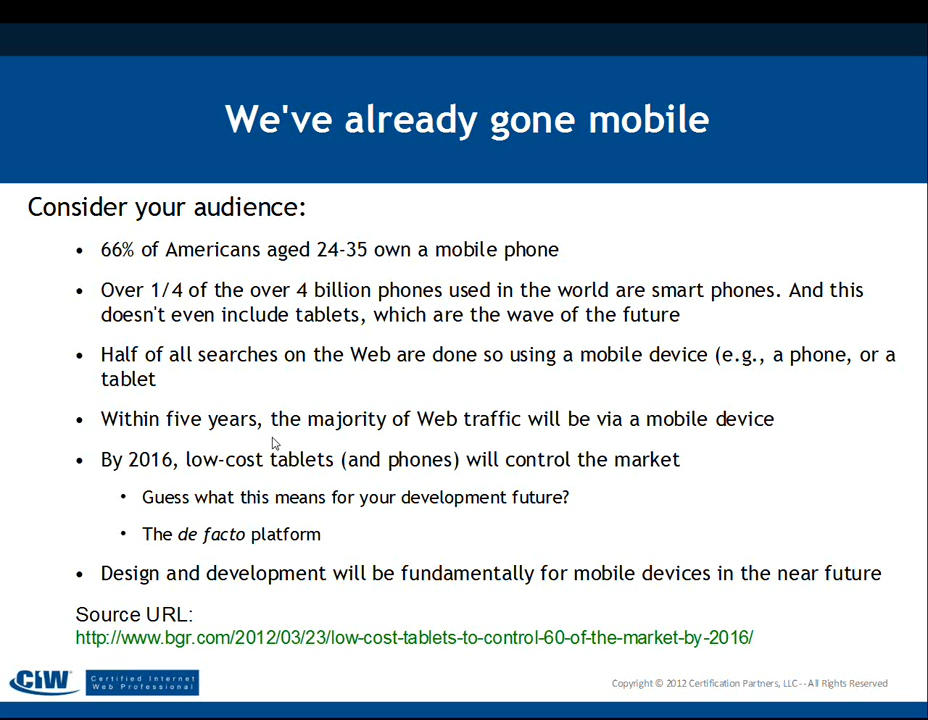 We've already gone mobile
Consider your audience:
• 66% of Americans aged 24-35 own a mobile phone
• Over 1/4 of the over 4 billion phones used in the world are smart phones. And this
doesn't even include tablets, which are the wave of the future
• Half of all searches on the Web are done so using a mobile device (e.g., a phone, or a
tablet
• Within five years, the majority of Web traffic will be via a mobile device
• By 2016, low-cost tablets (and phones) will control the market
• Guess what this means for your development future?
• The de facto platform
• Design and development will be fundamentally for mobile devices in the near future
Source URL:
http://www.bgr.com/2012/03/23/low-cost-tablets-to-control-60-of-the-market-by-2016/
CIW
Certified Internet
Web Professional
Copyright © 2012 Certification Partners, LLC -- All Rights Reserved